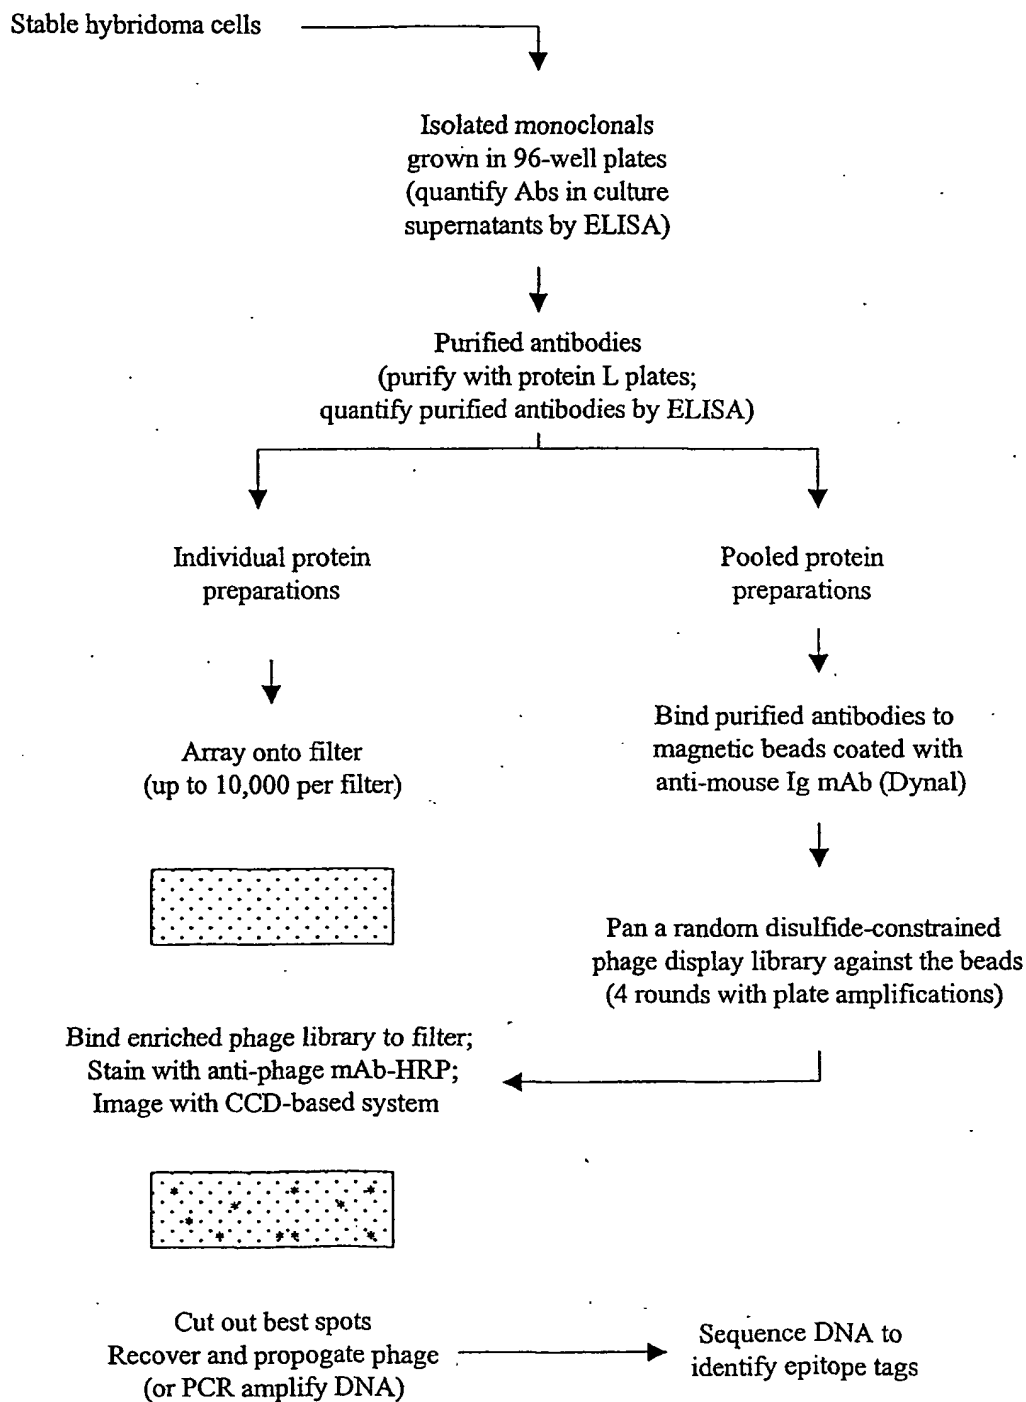 Stable hybridoma cells
Isolated monoclonals
grown in 96-well plates
(quantify Abs in culture
supernatants by ELISA)
Purified antibodies
(purify with protein L plates;
quantify purified antibodies by ELISA)
Individual protein
preparations
Pooled protein
preparations
Array onto filter
(up to 10,000 per filter)
Bind purified antibodies to
magnetic beads coated with
anti-mouse Ig mAb (Dynal)
Pan a random disulfide-constrained
phage display library against the beads
(4 rounds with plate amplifications)
Bind enriched phage library to filter;
Stain with anti-phage mAb-HRP;
Image with CCD-based system
Cut out best spots
Recover and propogate phage
(or PCR amplify DNA)
Sequence DNA to
identify epitope tags